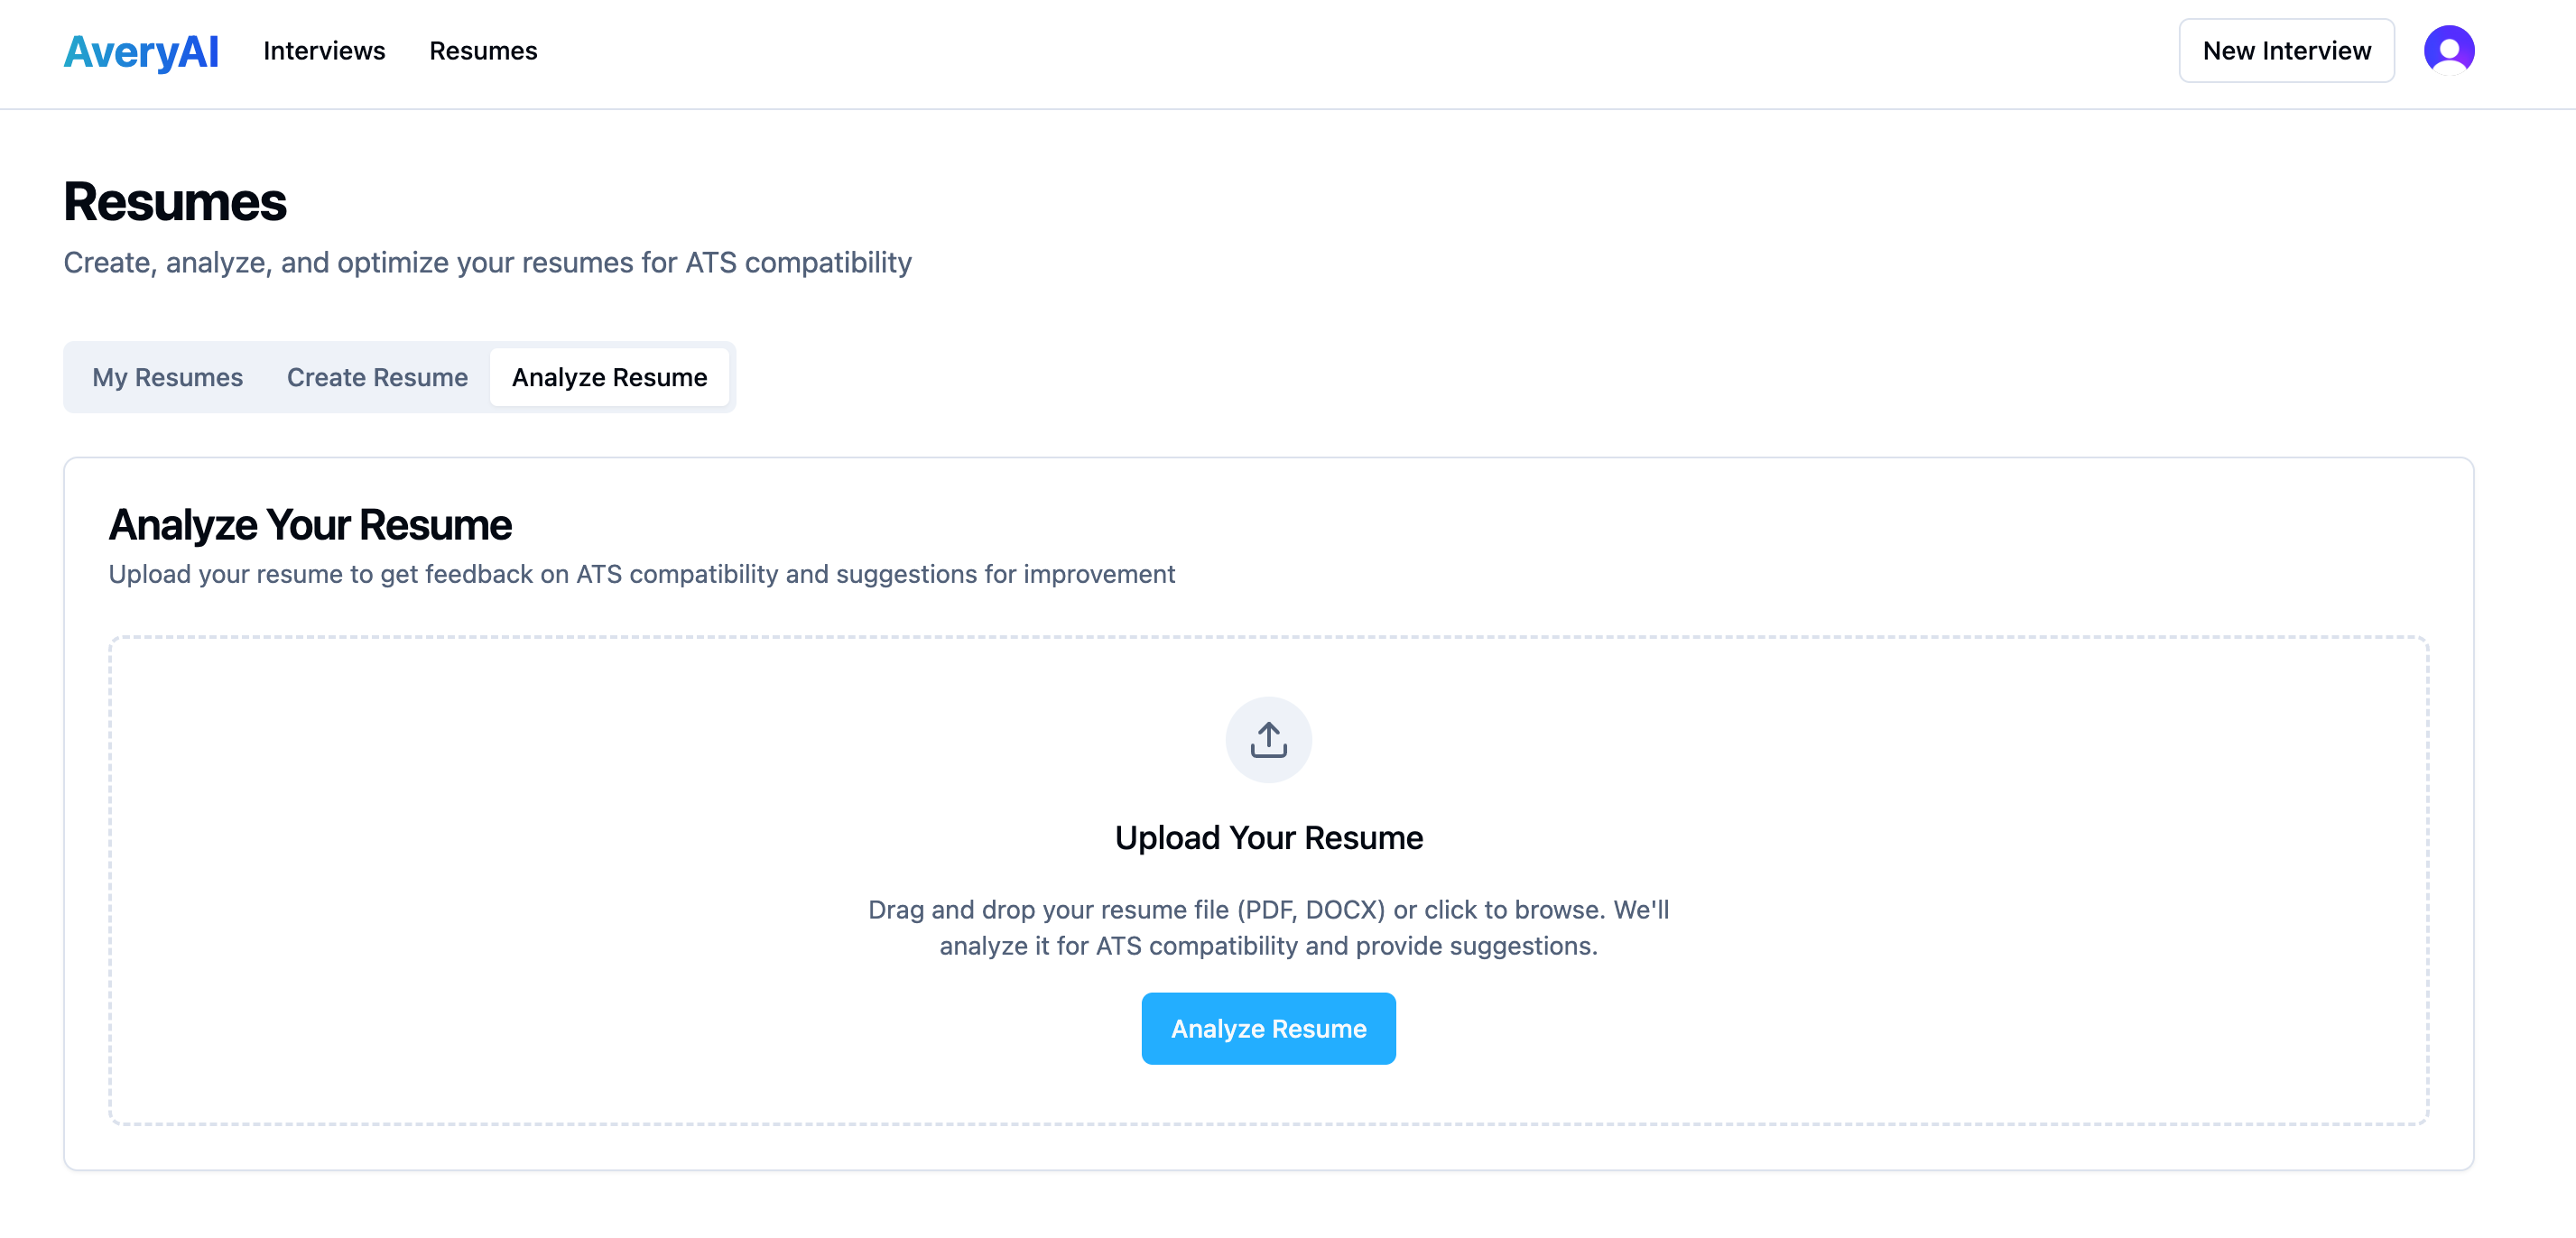 AveryAI Interviews Resumes New Interview
Resumes
Create, analyze, and optimize your resumes for ATS compatibility
My Resumes Create Resume Analyze Resume
Analyze Your Resume
Upload your resume to get feedback on ATS compatibility and suggestions for improvement
Upload Your Resume
Drag and drop your resume file (PDF, DOCX) or click to browse. We'll
analyze it for ATS compatibility and provide suggestions.
Analyze Resume